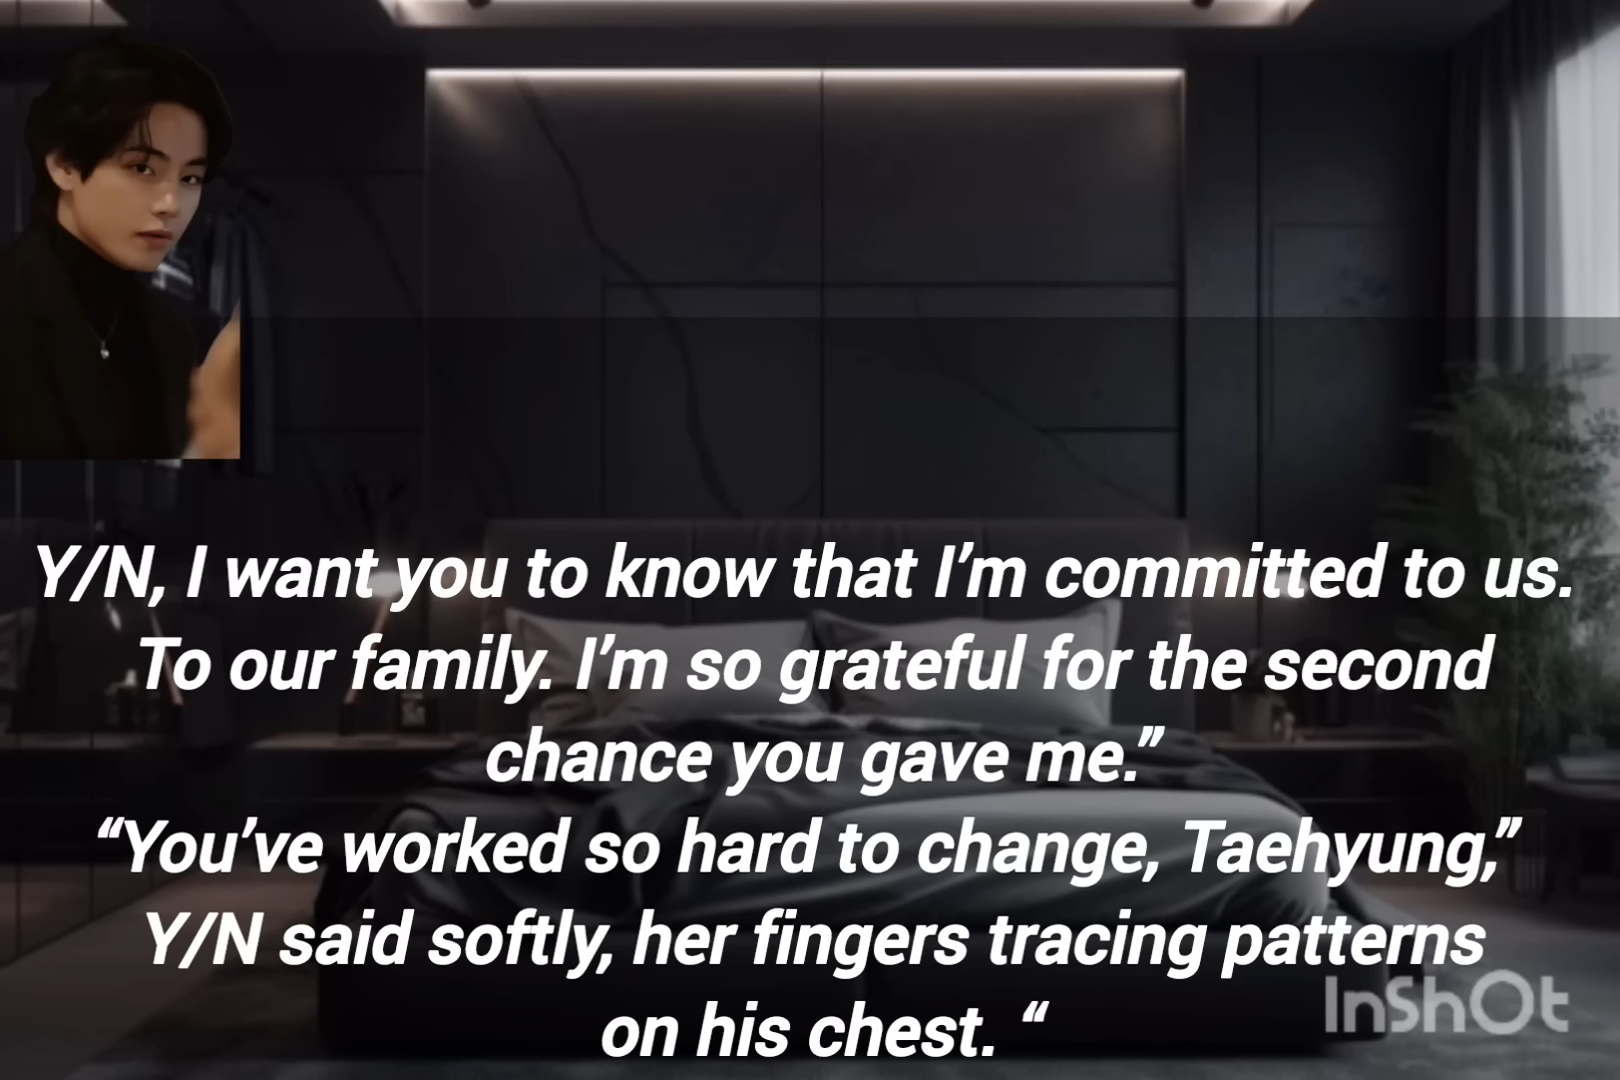 Y/N, I want you to know that I’m committed to us.
To our family. I’m so grateful for the second
chance you gave me.”
“You’ve worked so hard to change, Taehyung,”
Y/N said softly, her fingers tracing patterns
on his chest. “
InShOt